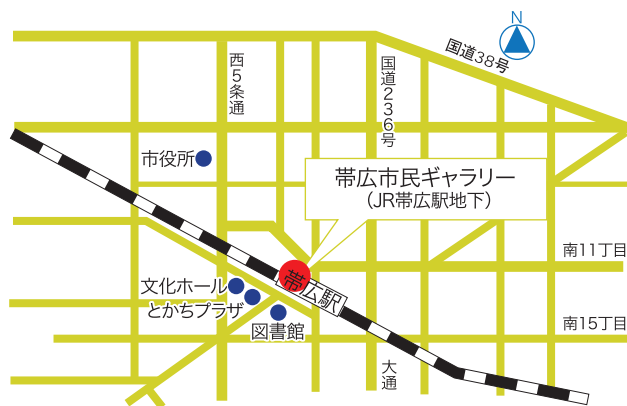 N
国道38号
西5条通
国道236号
市役所
帯広市民ギャラリー
(JR帯広駅地下)
南11丁目
帯広駅
文化ホール
とかちプラザ
図書館
南15丁目
大通